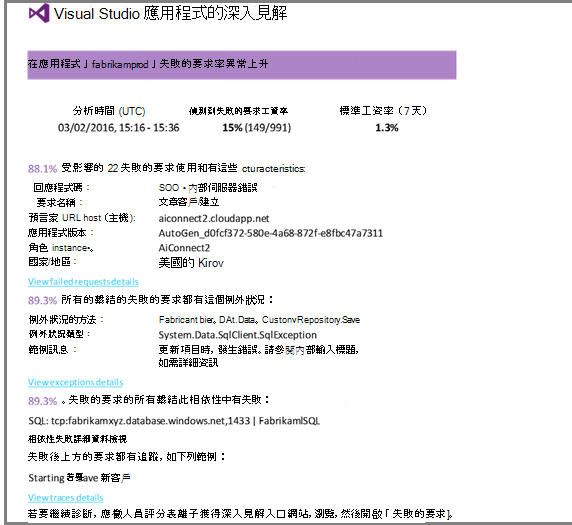 Visual Studio 應用程式的深入見解
在應用程式」fabrikamprod」失敗的要求率異常上升
分析時間 (UTC) 偵測到失敗的要求工資率 標準工資率（7 天）
03/02/2016, 15:16 - 15:36 15% (149/991) 1.3%
88.1% 受影響的 22 失敗的要求使用和有這些 cturacteristics:
回應程式碼： SOO - 內部伺服器錯誤
要求名稱： 文章客戶/建立
預言家 URL host（主機): aiconnect2.cloudapp.net
應用程式版本： AutoGen_d0fcf372-580e-4a68-872f-e8fbc47a7311
角色 instance。 AiConnect2
國家/地區： 美國的 Kirov
View failed requests details
89.3% 所有的叢結的失敗的要求都有這個例外狀況：
例外狀況的方法： Fabricant bier。DAt.Data。CustonvRepository.Save
例外狀況類型： System.Data.SqlClient.SqlException
範例訊息： 更新項目時, 發生錯誤。請參閱內部輸入標題,
如需詳細資訊
View exceptions details
89.3% 。失敗的要求的所有叢結此相依性中有失敗：
SQL: tcp:fabrikamxyz.database.windows.net,1433 | FabrikamlSQL
相依性失敗詳細資料檢視
失敗後上方的要求都有追蹤, 如下列範例：
Starting 若要ave 新客戶
View traces details
若要繼續診斷, 應徵人員評分表離子獲得深入見解入口網站, 瀏覽, 然後開啟「失敗的要求」.